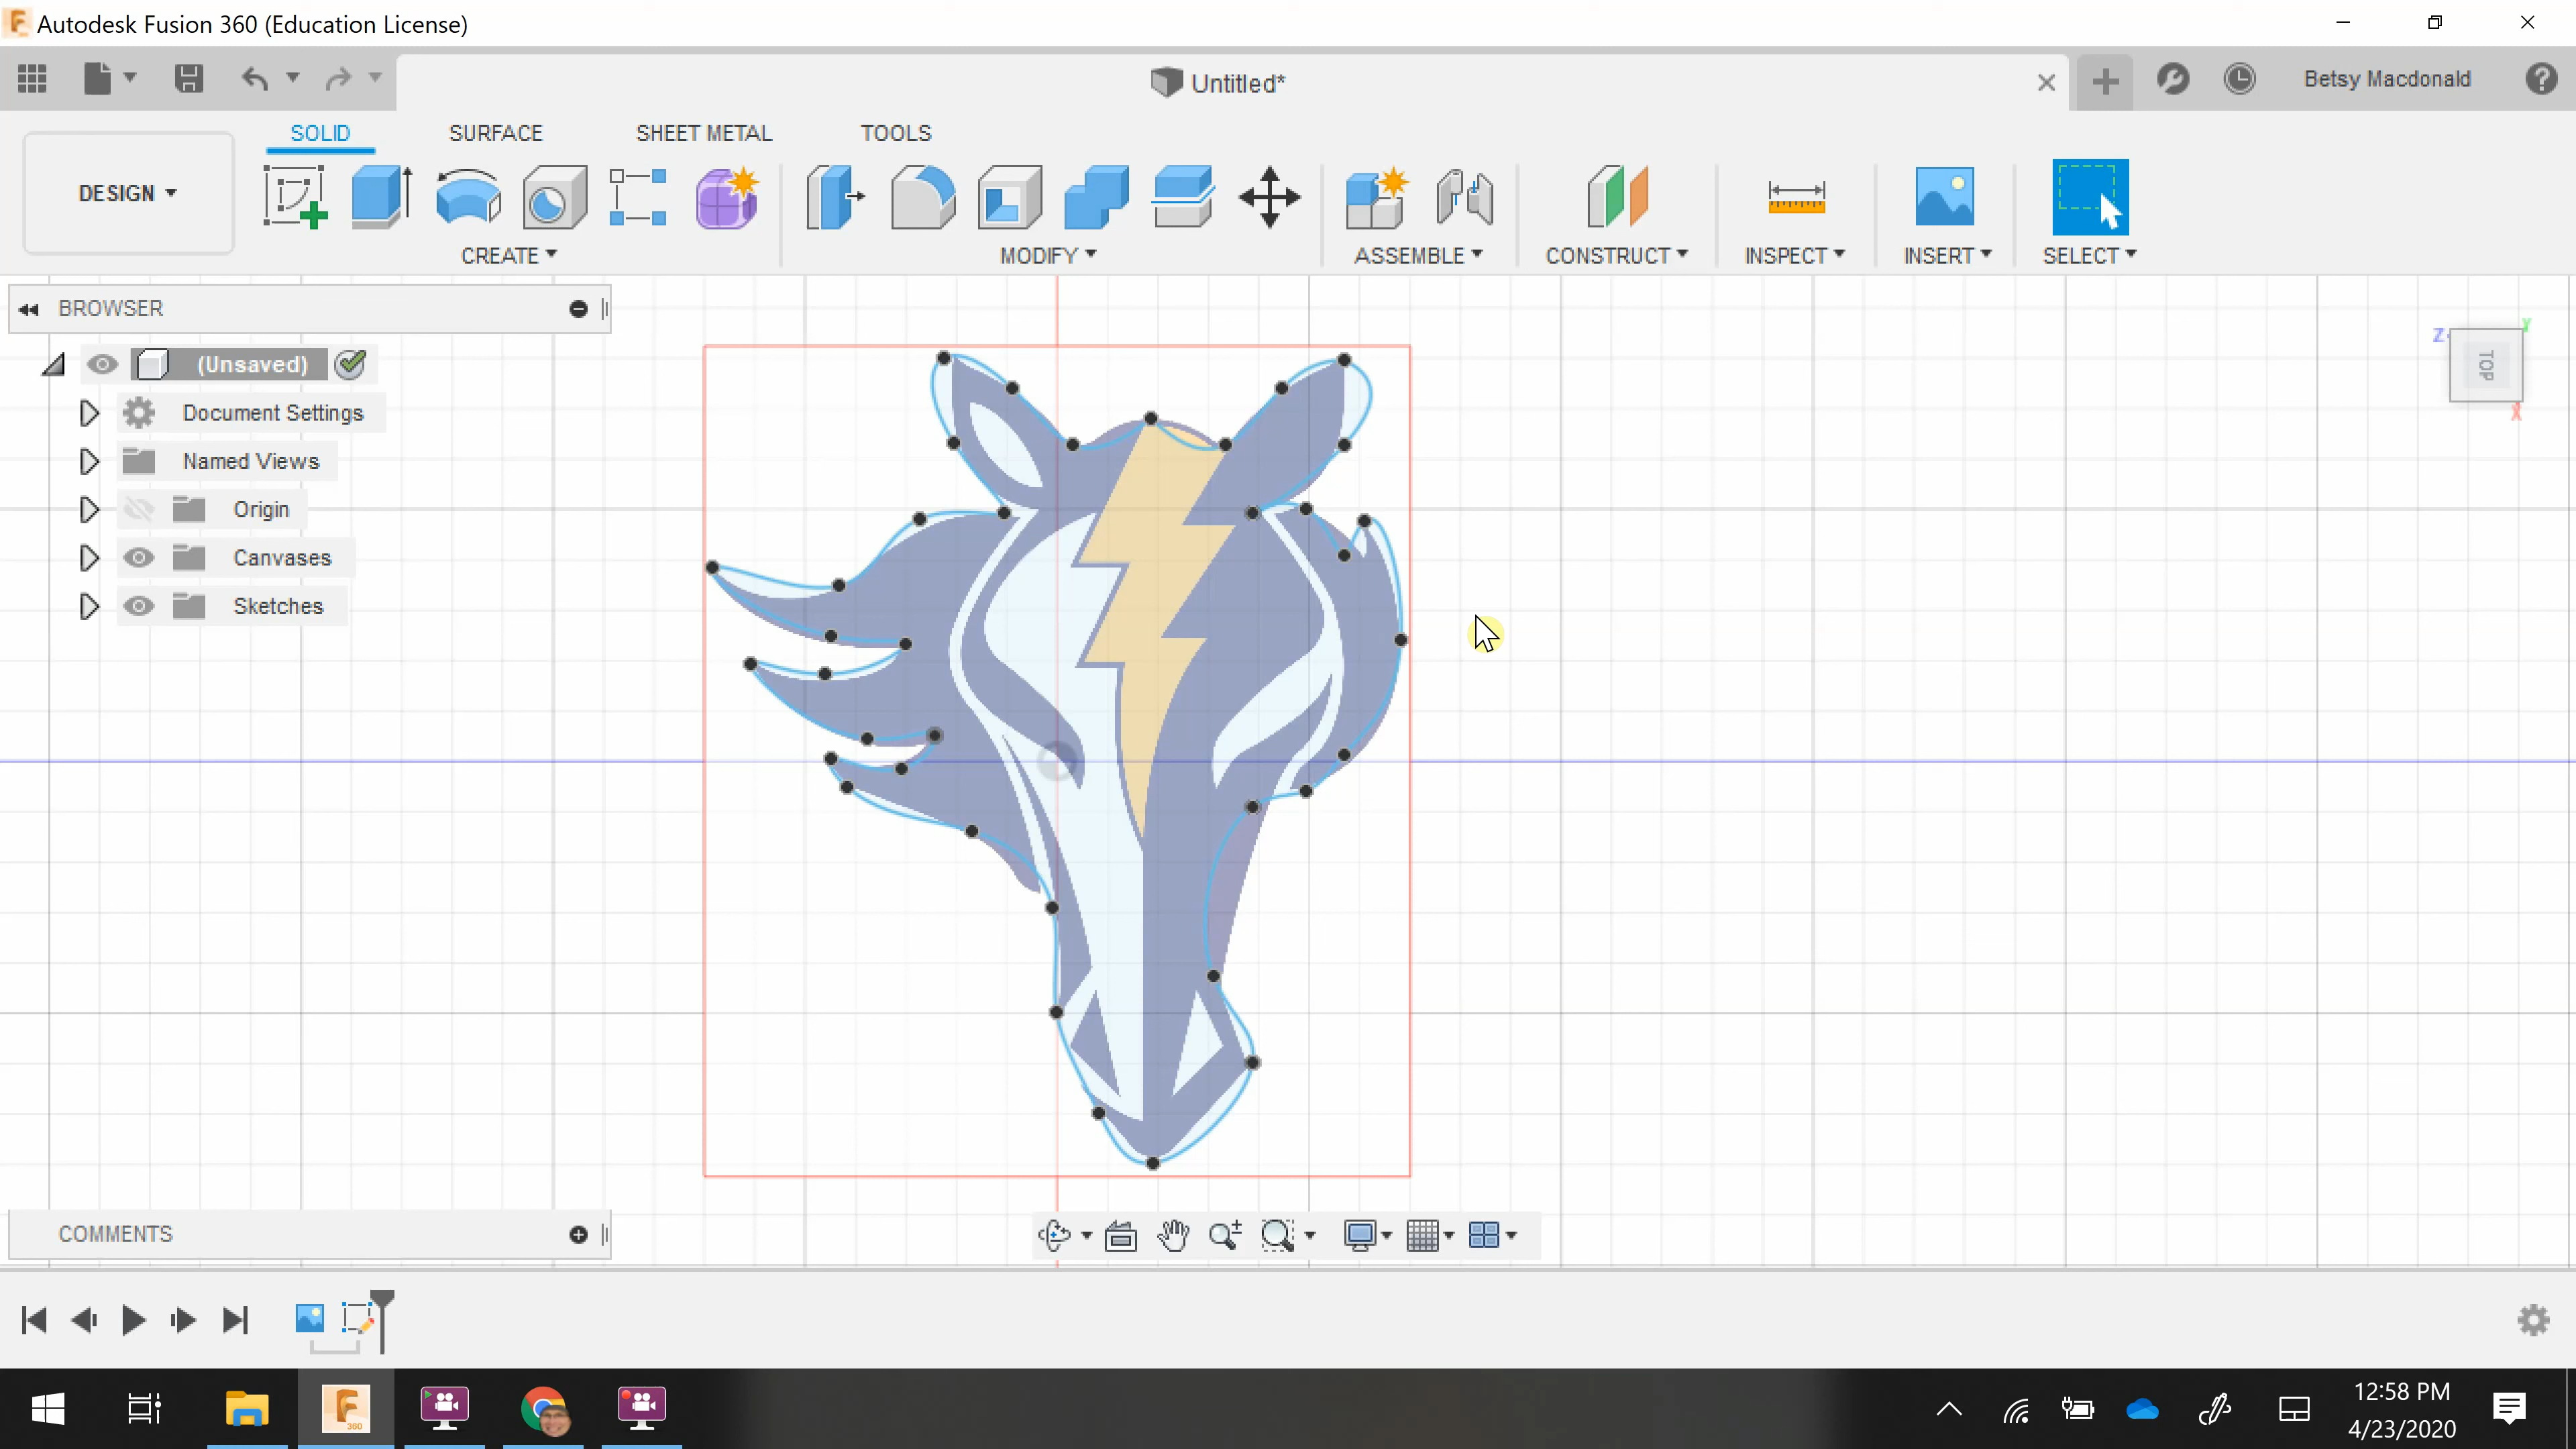 Autodesk Fusion 360 (Education License)
Untitled*
Betsy Macdonald
SOLID SURFACE SHEET METAL TOOLS
DESIGN
CREATE MODIFY ASSEMBLE CONSTRUCT INSPECT INSERT SELECT
BROWSER
(Unsaved)
Document Settings
Named Views
Origin
Canvases
Sketches
Z Y
TOP
X
COMMENTS
360
12:58 PM
4/23/2020